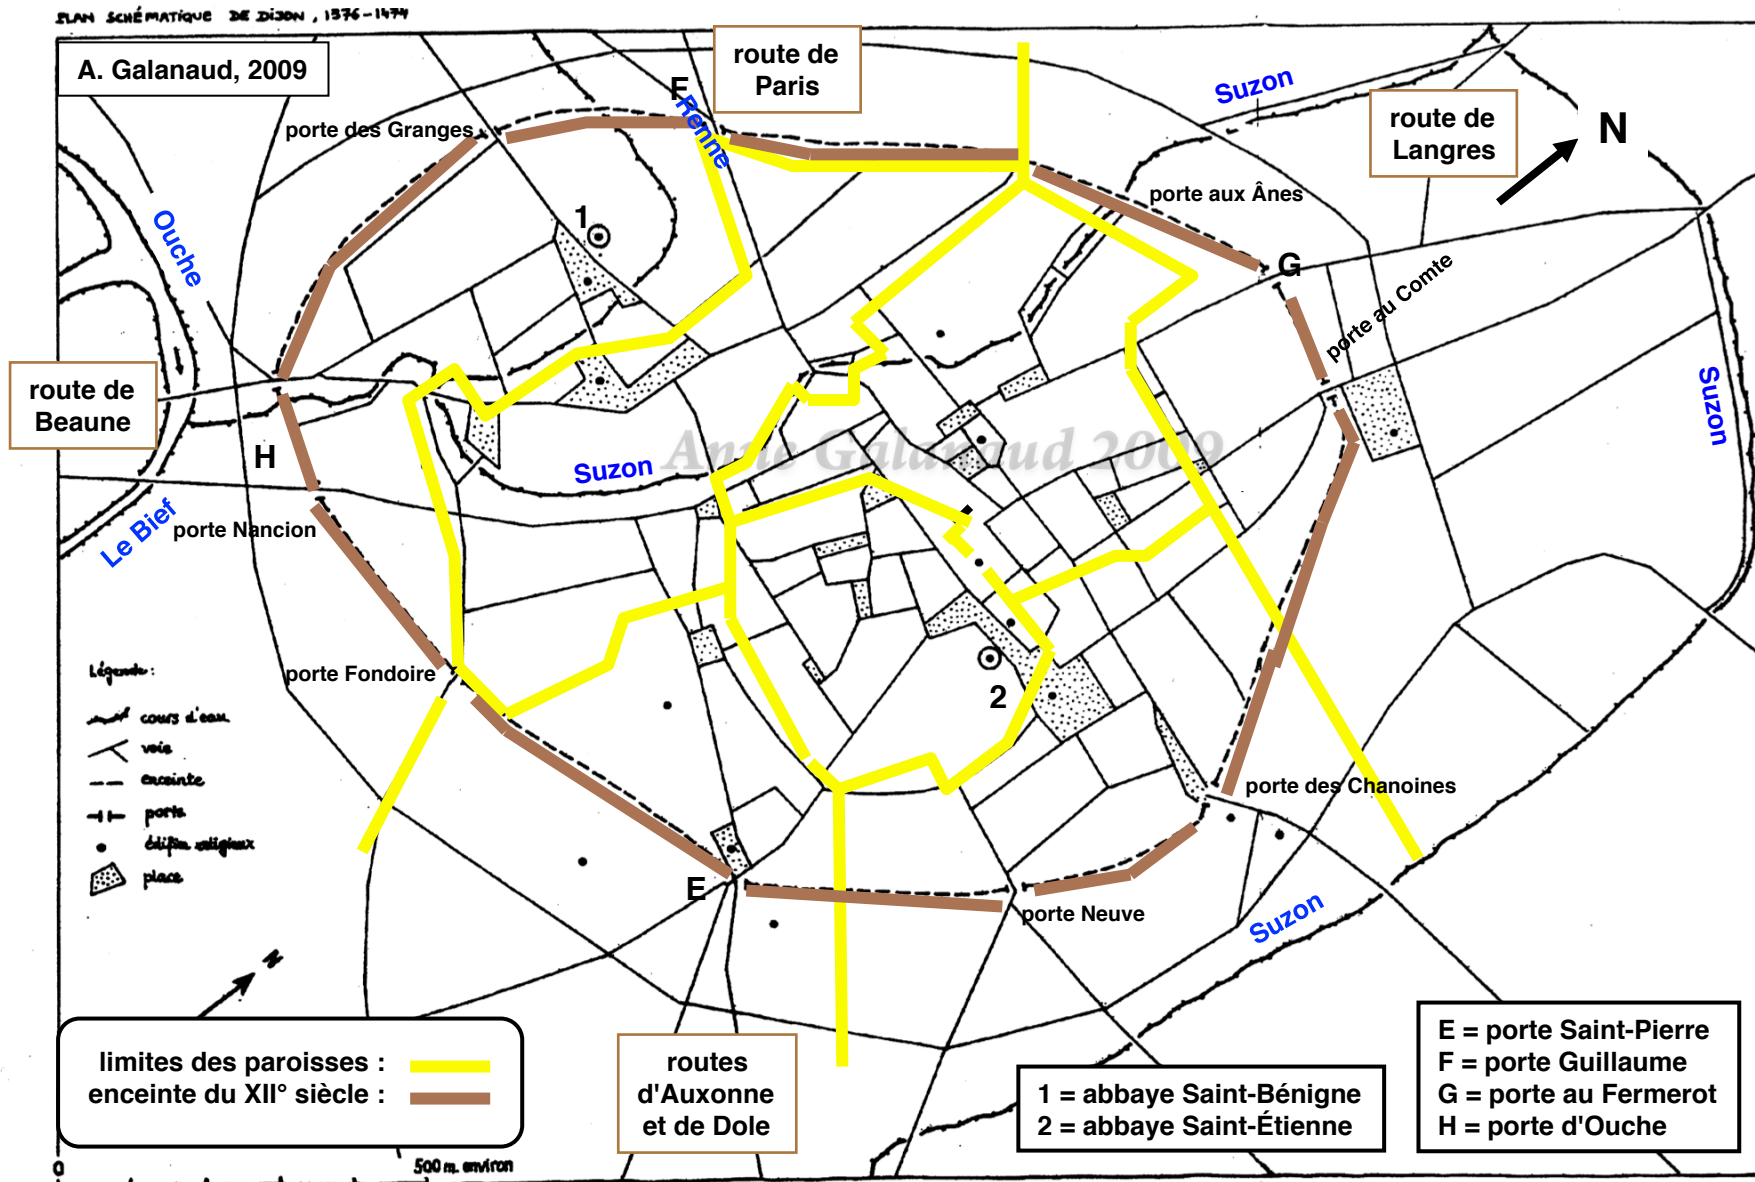 PLAN SCHÉMATIQUE DE DIJON, 1376-1474
A. Galanaud, 2009
route de
Paris
F
Renne
Suzon
route de
Langres
N
porte des Granges
porte aux Ânes
1
Ouche
G
porte au Comte
route de
Beaune
Suzon
H
Suzon
Anne Galanaud 2009
Le Bief
porte Nancion
porte Fondoire
2
Légende :
cours d'eau
voie
enceinte
porte
édifice religieux
place
porte des Chanoines
E
porte Neuve
Suzon
N
limites des paroisses :
enceinte du XII° siècle :
routes
d'Auxonne
et de Dole
1 = abbaye Saint-Bénigne
2 = abbaye Saint-Étienne
E = porte Saint-Pierre
F = porte Guillaume
G = porte au Fermerot
H = porte d'Ouche
0
500 m. environ